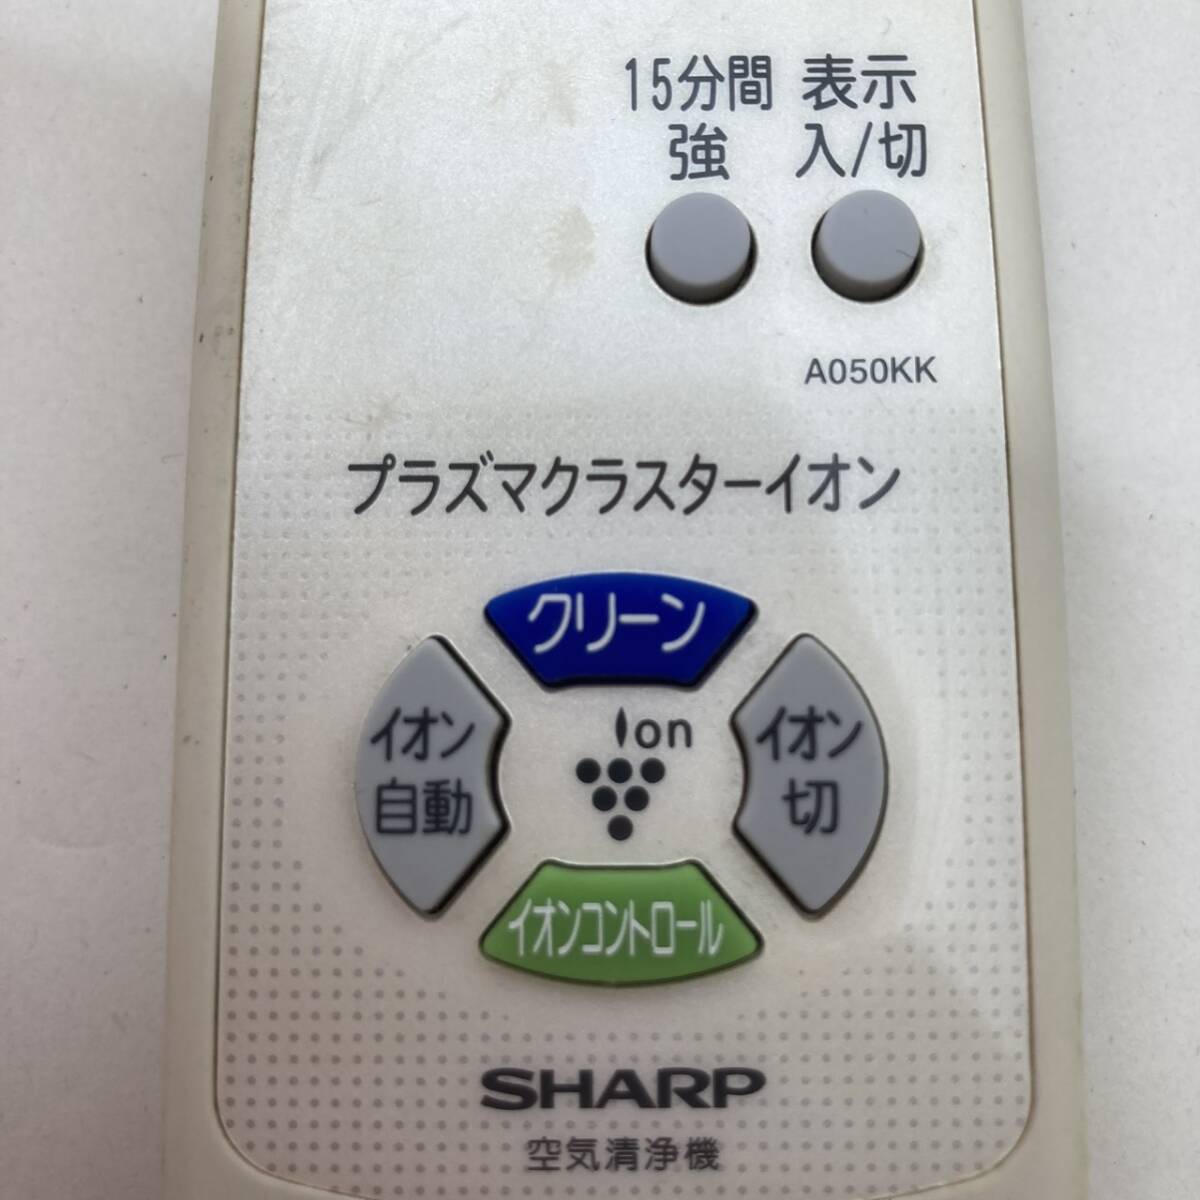 15分間 表示
強 入/切
A050KK
プラズマクラスターイオン
クリーン
イオン
自動
ion
イオン
切
イオンコントロール
SHARP
空気清浄機